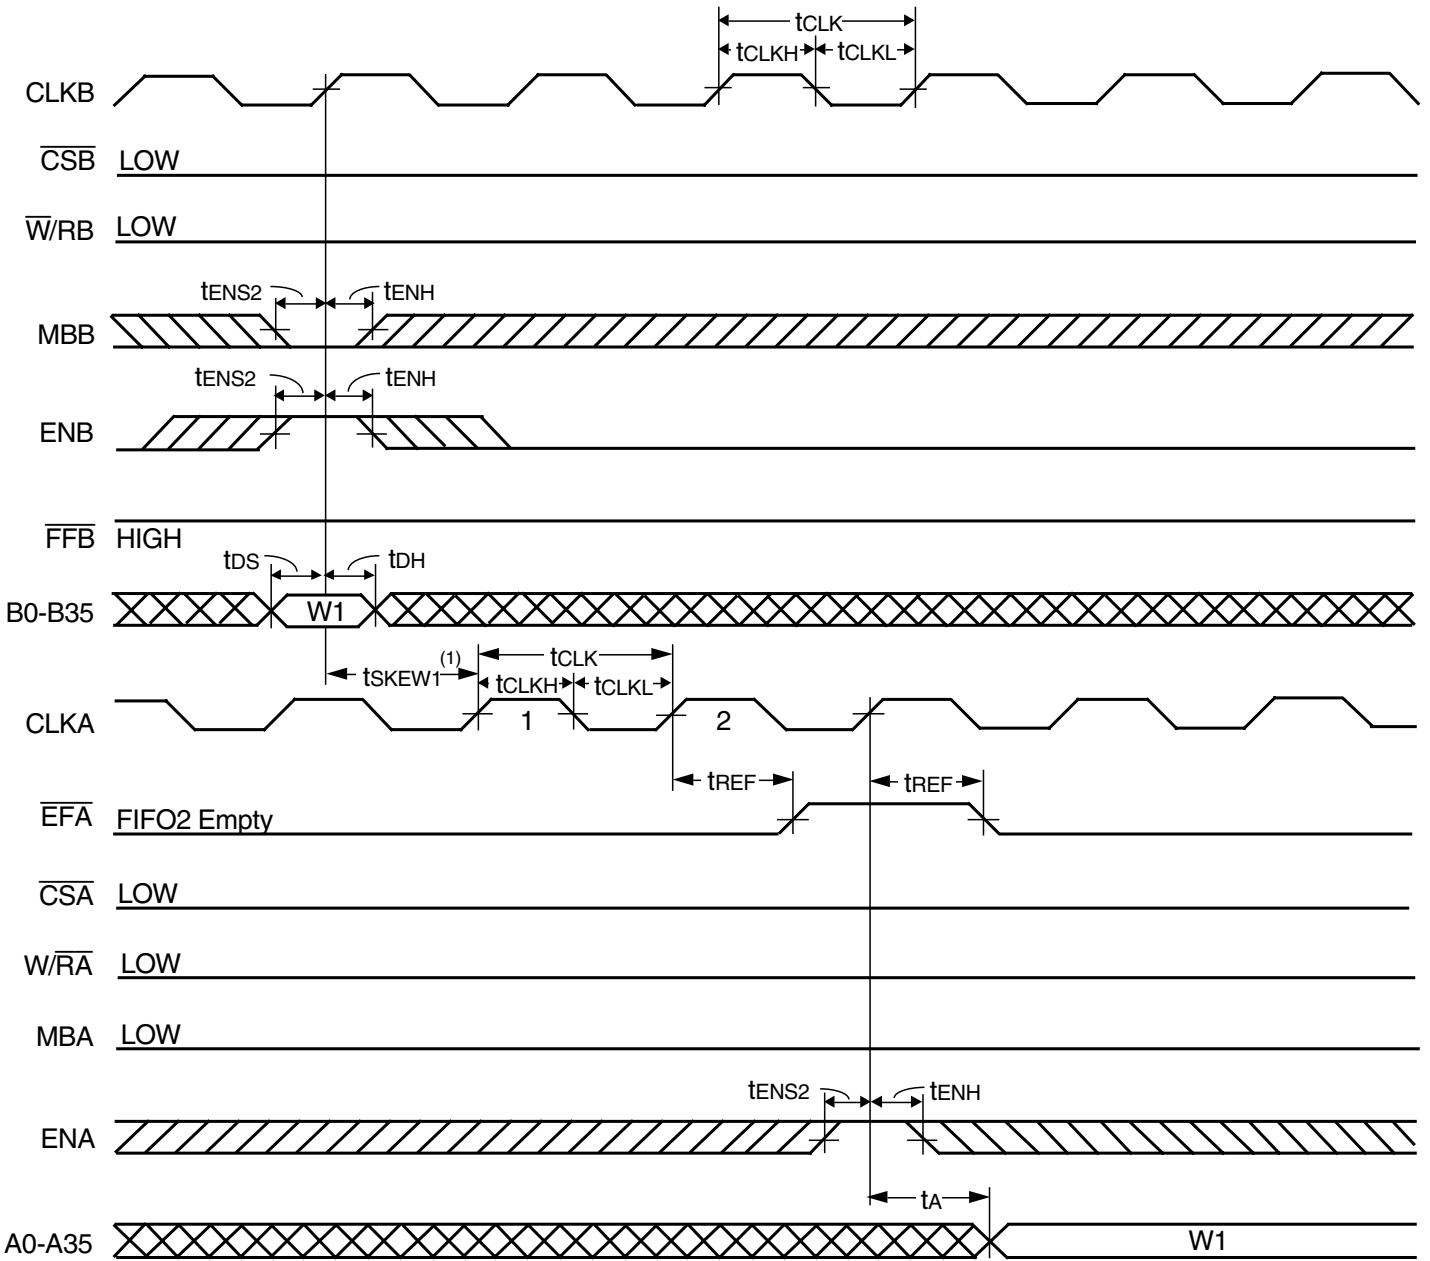 tCLK
tCLKH tCLKL
CLKB
CSB LOW
W/RB LOW
tENS2 tENH
MBB
tENS2 tENH
ENB
FFB HIGH
tDS tDH
B0-B35 W1
tSKEW1(1) tCLK
tCLKH tCLKL
CLKA 1 2
tREF tREF
EFA FIFO2 Empty
CSA LOW
W/RA LOW
MBA LOW
tENS2 tENH
ENA
tA
A0-A35 W1